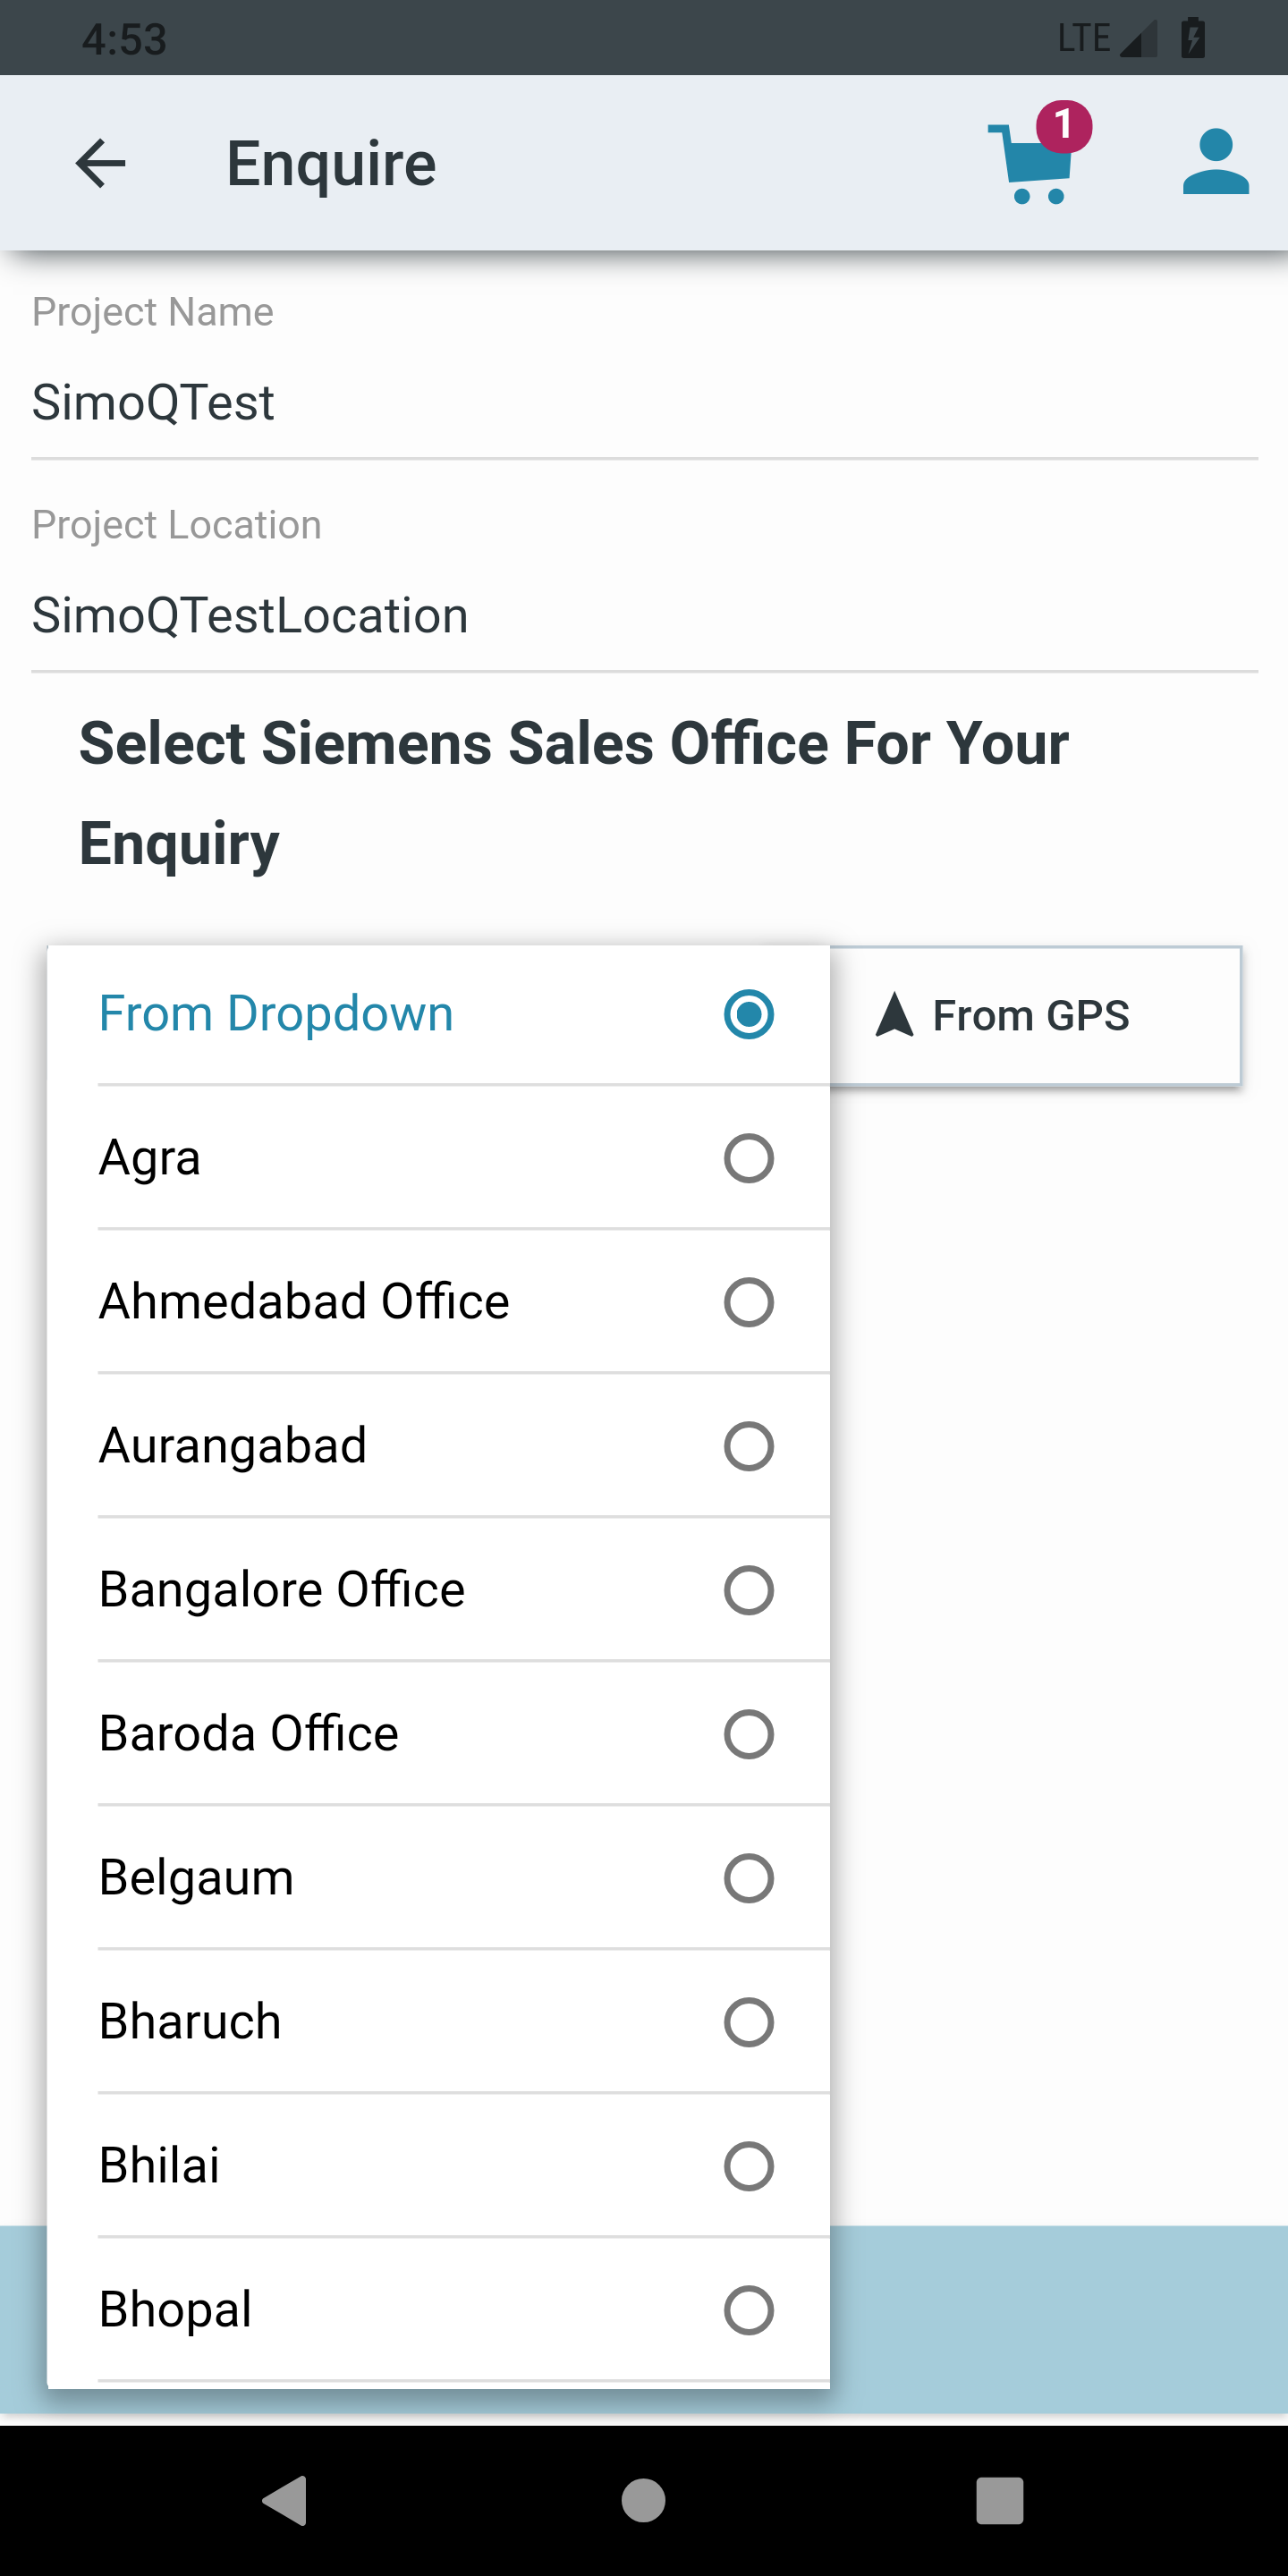 4:53
LTE
Enquire
1
Project Name
SimoQTest
Project Location
SimoQTestLocation
Select Siemens Sales Office For Your
Enquiry
From Dropdown
From GPS
Agra
Ahmedabad Office
Aurangabad
Bangalore Office
Baroda Office
Belgaum
Bharuch
Bhilai
Bhopal